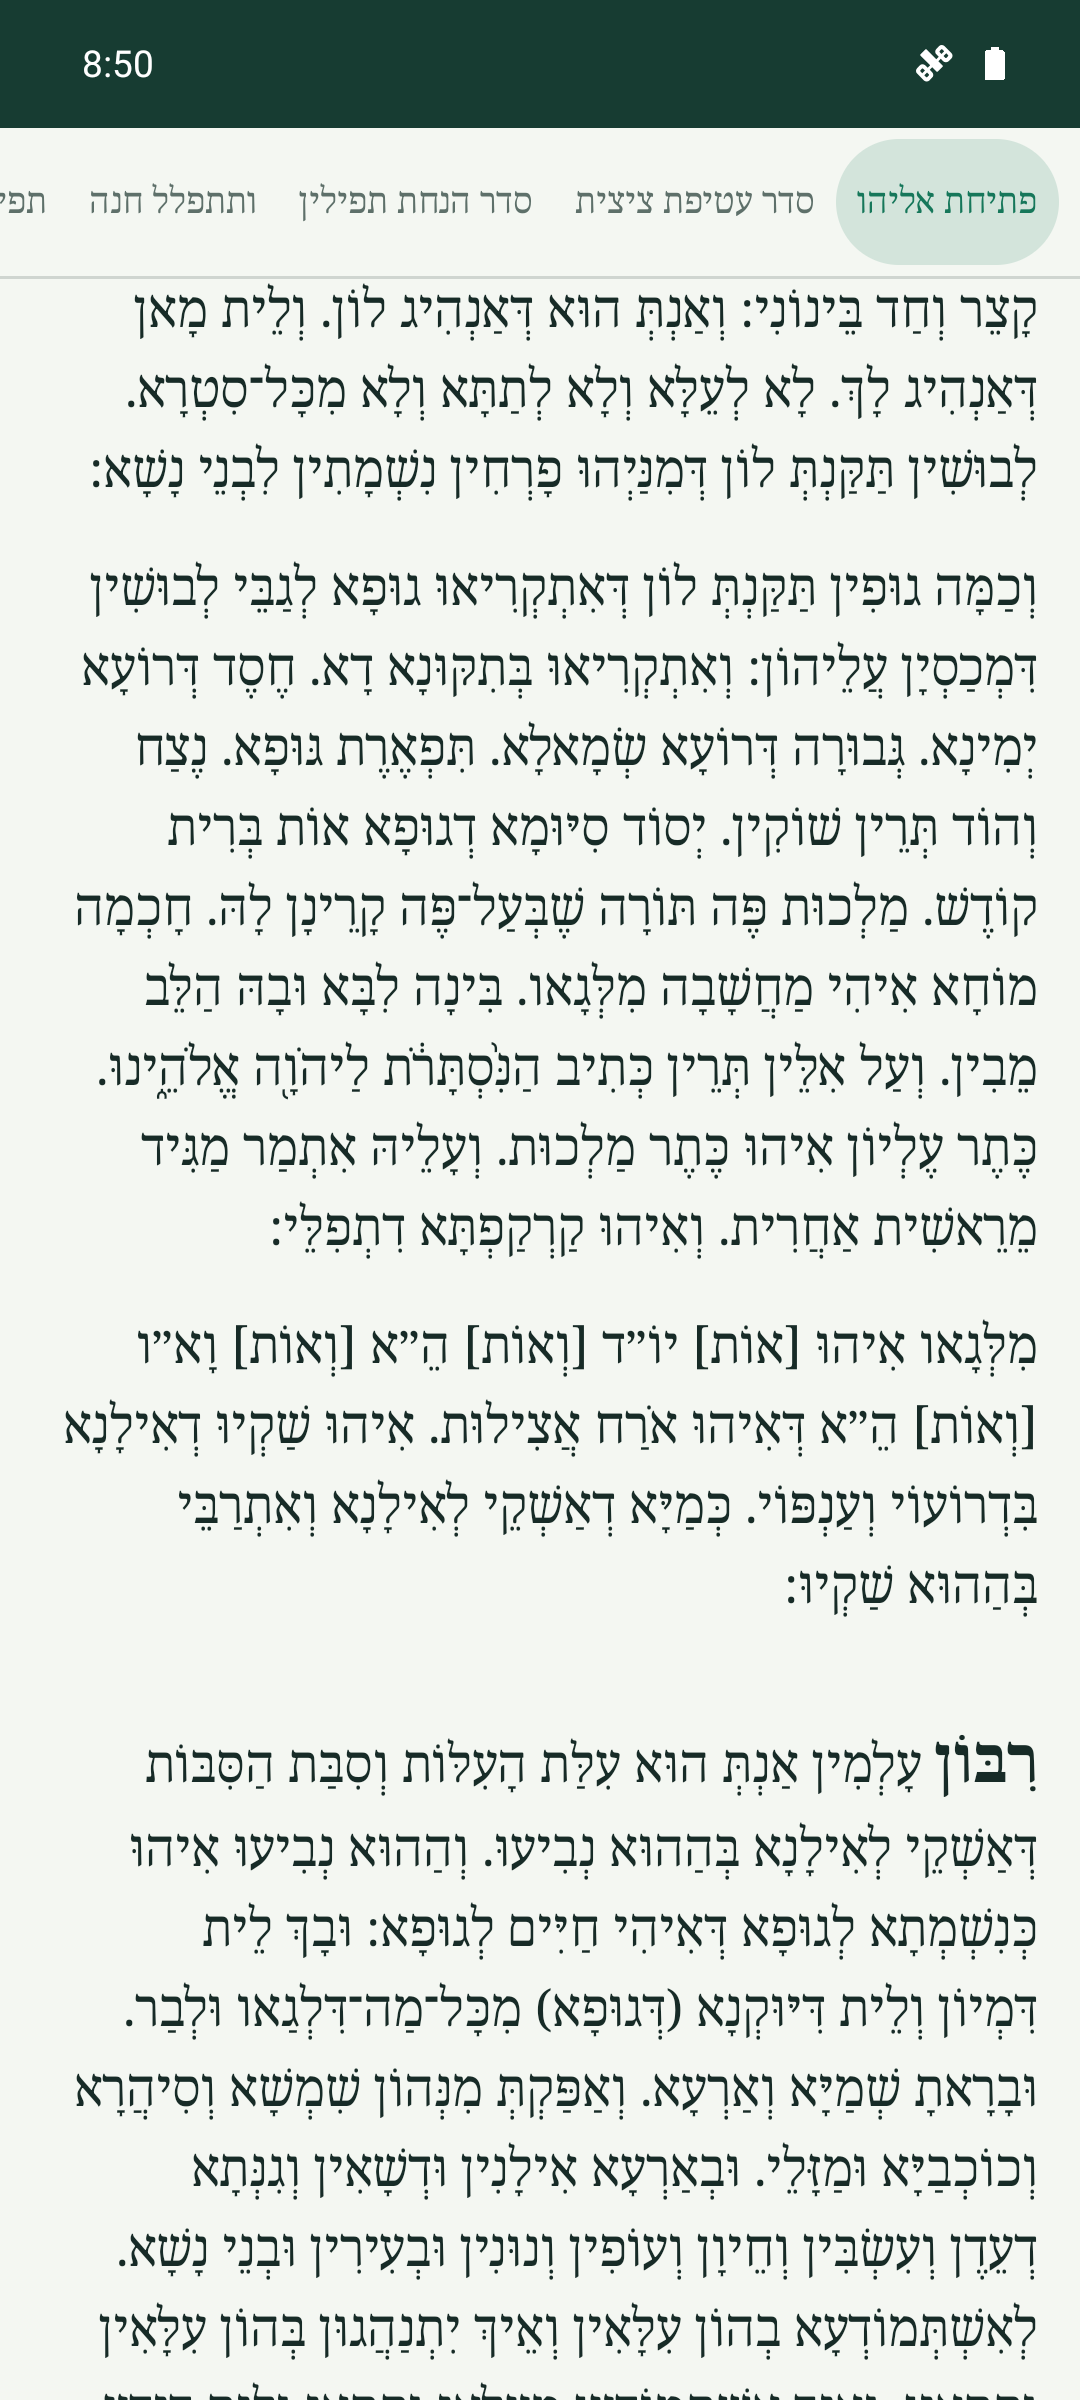 8:50
פתיחת אליהו סדר עטיפת ציצית סדר הנחת תפילין ותתפלל חנה
קָצֵר וְחַד בֵּינוֹנִי: וְאַנְתְּ הוּא דְּאַנְהִיג לוֹן. וְלֵית מָאן
דְּאַנְהִיג לָךְ. לָא לְעֵלָּא וְלָא לְתַתָּא וְלָא מִכָּל־סִטְרָא.
לְבוּשִׁין תַּקַּנְתְּ לוֹן דְּמִנַּיְהוּ פָרְחִין נִשְׁמָתִין לִבְנֵי נָשָׁא:
וְכַמָּה גוּפִין תַּקַּנְתְּ לוֹן דְּאִתְקְרִיאוּ גוּפָא לְגַבֵּי לְבוּשִׁין
דִּמְכַסְיָן עֲלֵיהוֹן: וְאִתְקְרִיאוּ בְּתִקּוּנָא דָא. חֶסֶד דְּרוֹעָא
יְמִינָא. גְּבוּרָה דְּרוֹעָא שְׂמָאלָא. תִּפְאֶרֶת גּוּפָא. נֶצַח
וְהוֹד תְּרֵין שׁוֹקִין. יְסוֹד סִיּוּמָא דְגוּפָא אוֹת בְּרִית
קוֹדֶשׁ. מַלְכוּת פֶּה תּוֹרָה שֶׁבְּעַל־פֶּה קָרֵינָן לָהּ. חָכְמָה
מוֹחָא אִיהִי מַחֲשָׁבָה מִלְּגָאו. בִּינָה לִבָּא וּבָהּ הַלֵּב
מֵבִין. וְעַל אִלֵּין תְּרֵין כְּתִיב הַנִּ֨סְתָּרֹ֔ת לַיהֹוָ֖ה אֱלֹהֵ֑ינוּ.
כֶּתֶר עֶלְיוֹן אִיהוּ כֶּתֶר מַלְכוּת. וְעָלֵיהּ אִתְמַר מַגִּיד
מֵרֵאשִׁית אַחֲרִית. וְאִיהוּ קַרְקַפְתָּא דִתְפִלֵּי:
מִלְּגָאו אִיהוּ [אוֹת] יוֹ״ד [וְאוֹת] הֵ״א [וְאוֹת] וָא״ו
[וְאוֹת] הֵ״א דְּאִיהוּ אֹרַח אֲצִילוּת. אִיהוּ שַׁקְיוּ דְאִילָנָא
בִּדְרוֹעוֹי וְעַנְפּוֹי. כְּמַיָּא דְאַשְׁקֵי לְאִילָנָא וְאִתְרַבֵּי
בְּהַהוּא שַׁקְיוּ:
רִבּוֹן עָלְמִין אַנְתְּ הוּא עִלַּת הָעִלּוֹת וְסִבַּת הַסִּבּוֹת
דְּאַשְׁקֵי לְאִילָנָא בְּהַהוּא נְבִיעוּ. וְהַהוּא נְבִיעוּ אִיהוּ
כְּנִשְׁמְתָא לְגוּפָא דְּאִיהִי חַיִּים לְגוּפָא: וּבָךְ לֵית
דִּמְיוֹן וְלֵית דִּיּוּקְנָא (דְּגוּפָא) מִכָּל־מַה־דִּלְגַאו וּלְבַר.
וּבָרָאתָ שְׁמַיָּא וְאַרְעָא. וְאַפַּקְתְּ מִנְּהוֹן שִׁמְשָׁא וְסִיהֲרָא
וְכוֹכְבַיָּא וּמַזָּלֵי. וּבְאַרְעָא אִילָנִין וּדְשָׁאִין וְגִנְּתָא
דְעֵדֶן וְעִשְׂבִּין וְחֵיוָן וְעוֹפִין וְנוּנִין וּבְעִירִין וּבְנֵי נָשָׁא.
לְאִשְׁתְּמוֹדְעָא בְהוֹן עִלָּאִין וְאֵיךְ יִתְנַהֲגוּן בְּהוֹן עִלָּאִין